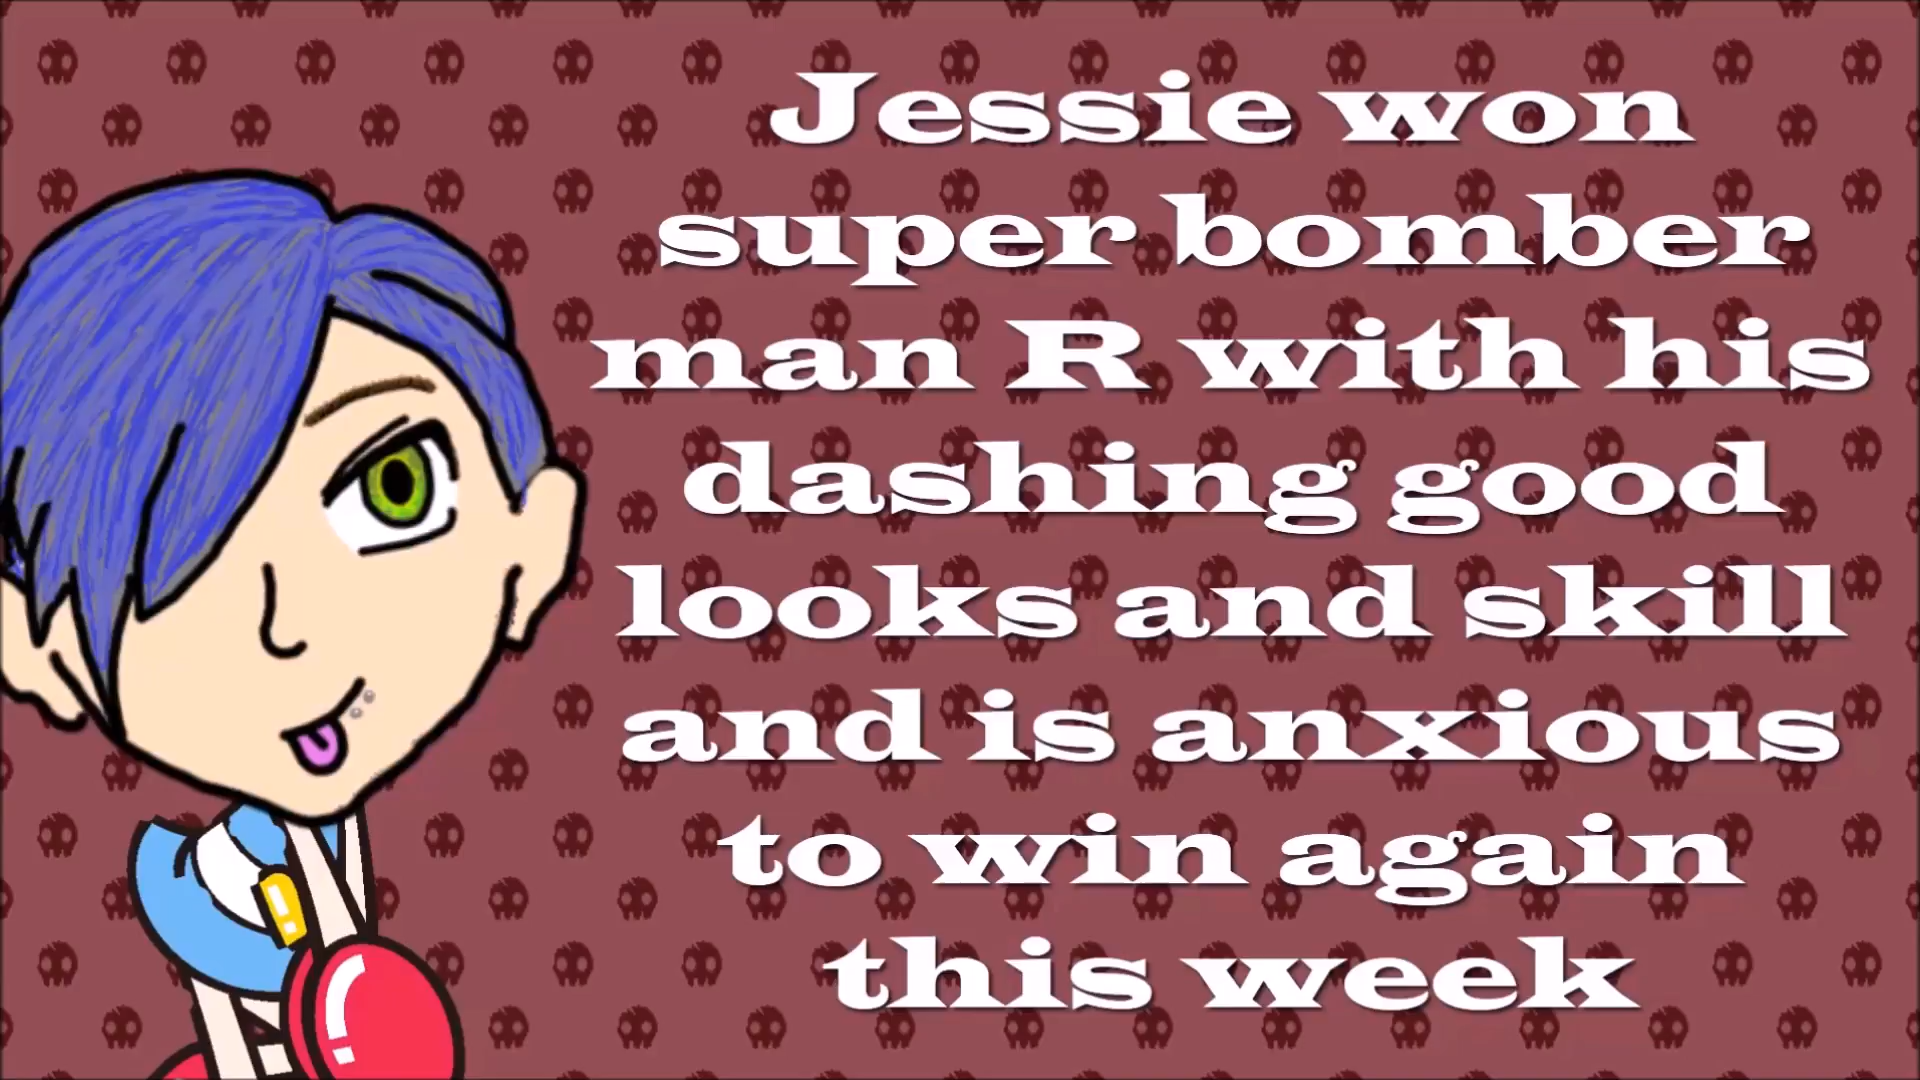 Jessie won
super bomber
man R with his
dashing good
looks and skill
and is anxious
to win again
this week